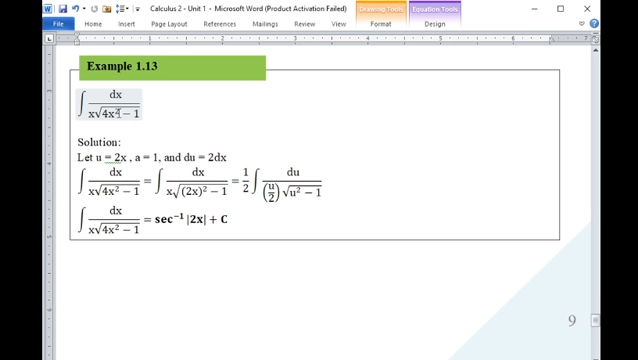 Calculus 2 - Unit 1 - Microsoft Word (Product Activation Failed)
Drawing Tools
Equation Tools
File
Home
Insert
Page Layout
References
Mailings
Review
View
Format
Design
Example 1.13
∫ dx / (x√(4x² − 1))
Solution:
Let u = 2x , a = 1, and du = 2dx
∫ dx / (x√(4x² − 1)) = ∫ dx / (x√((2x)² − 1)) = 1/2 ∫ du / ((u/2) √(u² − 1))
∫ dx / (x√(4x² − 1)) = sec⁻¹ |2x| + C
9